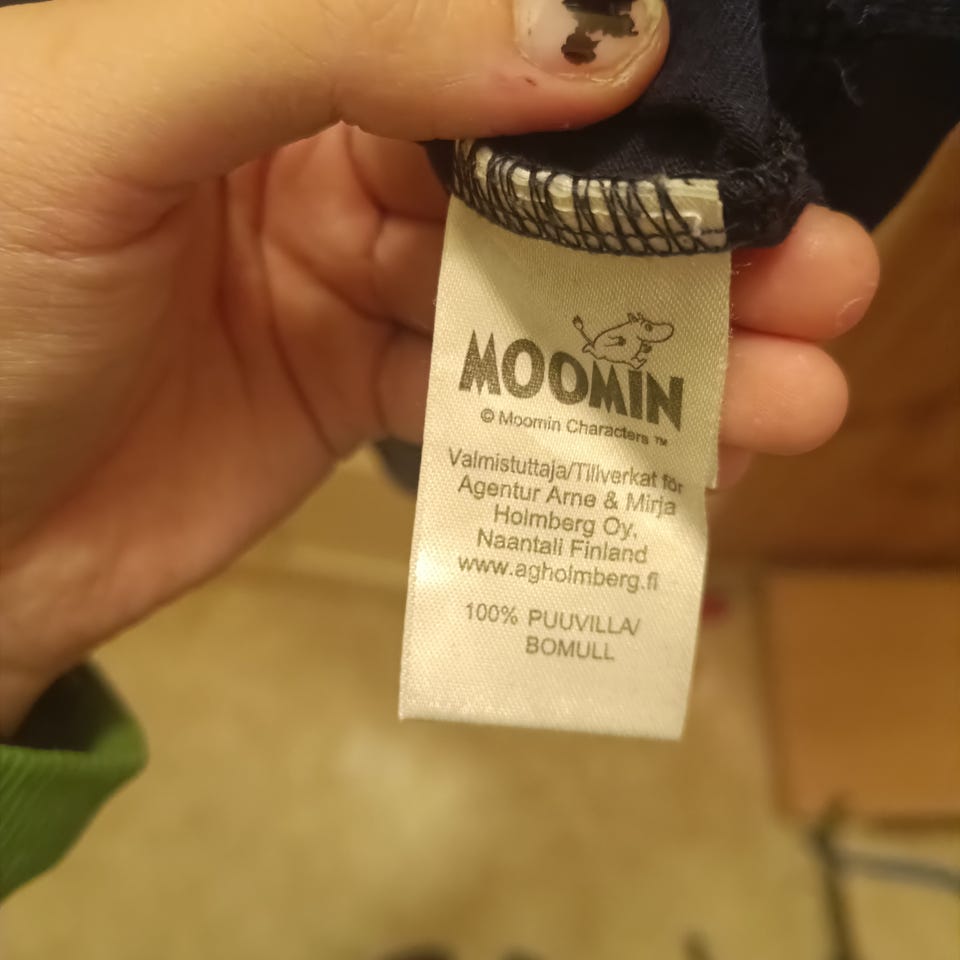 MOOMIN
© Moomin Characters ™
Valmistuttaja/Tillverkat för
Agentur Arne & Mirja
Holmberg Oy,
Naantali Finland
www.agholmberg.fi
100% PUUVILLA/
BOMULL